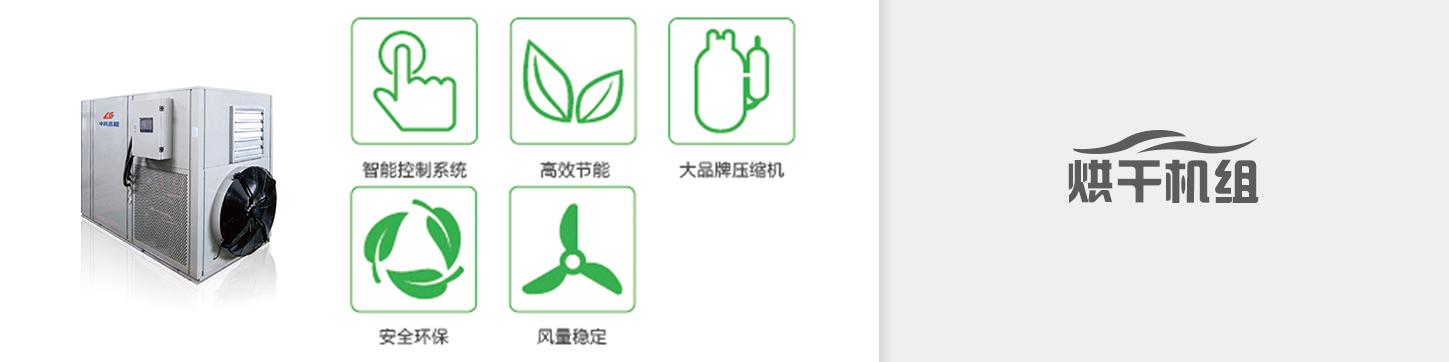 智能控制系统
高效节能
大品牌压缩机
安全环保
风量稳定
烘干机组